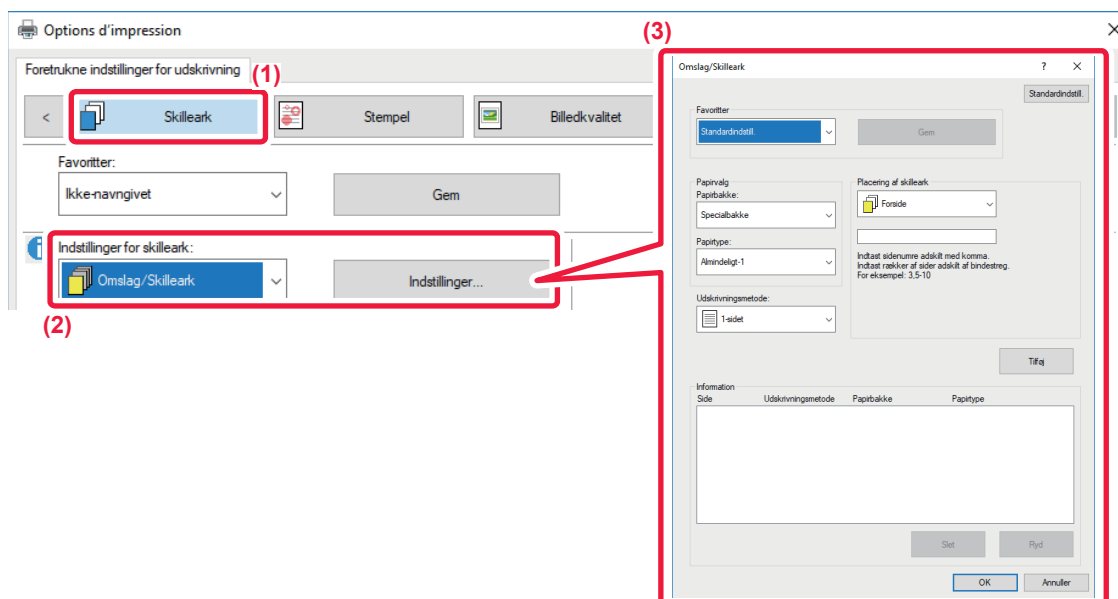 Options d'impression
Foretrukne indstillinger for udskrivning
(1)
<
Skilleark
Stempel
Billedkvalitet
Favoritter:
Ikke-navngivet
Gem
Indstillinger for skilleark:
Omslag/Skilleark
Indstillinger...
(2)
(3)
Omslag/Skilleark
?
Standardindstill.
Favoritter
Standardindstill.
Gem
Papirvalg
Papirbakke:
Specialbakke
Papirtype:
Almindeligt-1
Udskrivningsmetode:
1-sidet
Placering af skilleark
Forside
Indtast sidenumre adskilt med komma.
Indtast rækker af sider adskilt af bindestreg.
For eksempel: 3,5-10
Tilføj
Information
Side Udskrivningsmetode Papirbakke Papirtype
Slet Ryd
OK Annuller